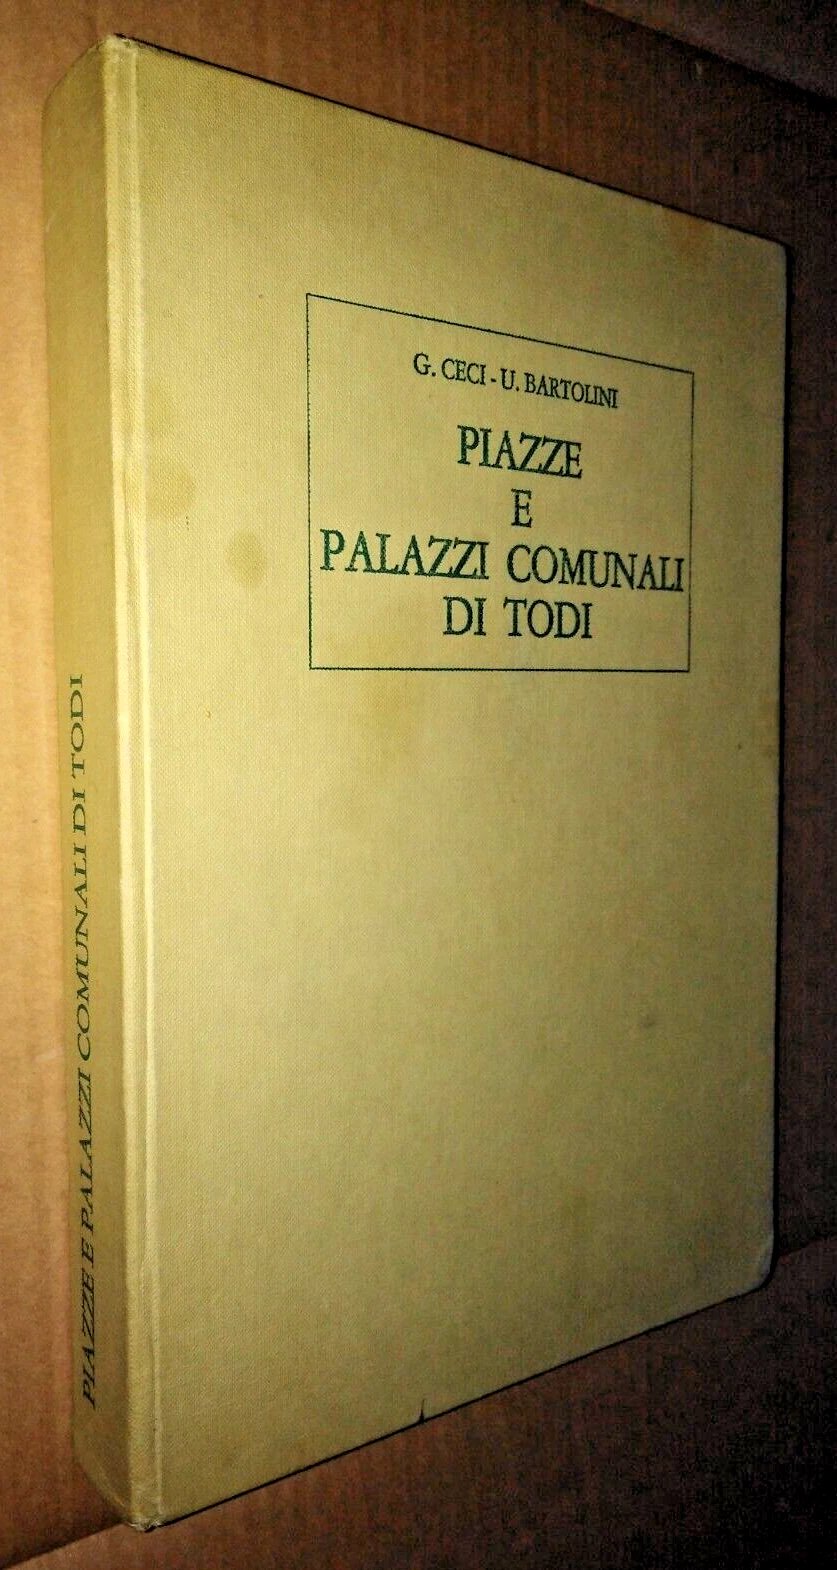 G. CECI - U. BARTOLINI
PIAZZE
E
PALAZZI COMUNALI
DI TODI
PIAZZE E PALAZZI COMUNALI DI TODI